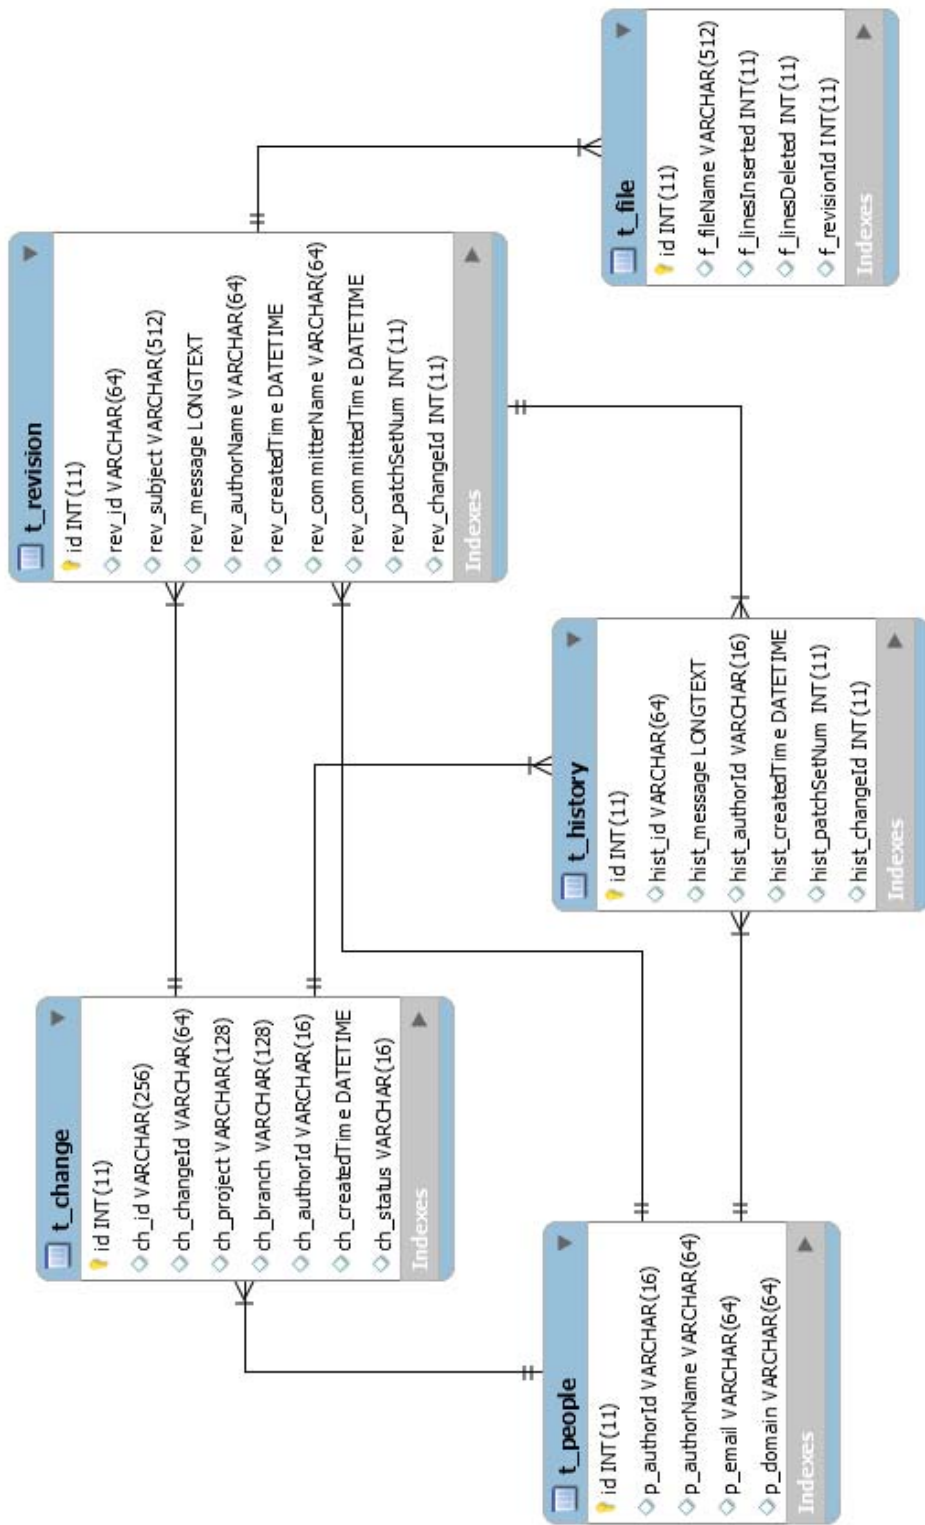 t_change
id INT(11)
ch_id VARCHAR(256)
ch_changeId VARCHAR(64)
ch_project VARCHAR(128)
ch_branch VARCHAR(128)
ch_authorId VARCHAR(16)
ch_createdTime DATETIME
ch_status VARCHAR(16)
Indexes
t_revision
id INT(11)
rev_id VARCHAR(64)
rev_subject VARCHAR(512)
rev_message LONGTEXT
rev_authorName VARCHAR(64)
rev_createdTime DATETIME
rev_committerName VARCHAR(64)
rev_committedTime DATETIME
rev_patchSetNum INT(11)
rev_changeId INT(11)
Indexes
t_people
id INT(11)
p_authorId VARCHAR(16)
p_authorName VARCHAR(64)
p_email VARCHAR(64)
p_domain VARCHAR(64)
Indexes
t_history
id INT(11)
hist_id VARCHAR(64)
hist_message LONGTEXT
hist_authorId VARCHAR(16)
hist_createdTime DATETIME
hist_patchSetNum INT(11)
hist_changeId INT(11)
Indexes
t_file
id INT(11)
f_fileName VARCHAR(512)
f_linesInserted INT(11)
f_linesDeleted INT(11)
f_revisionId INT(11)
Indexes